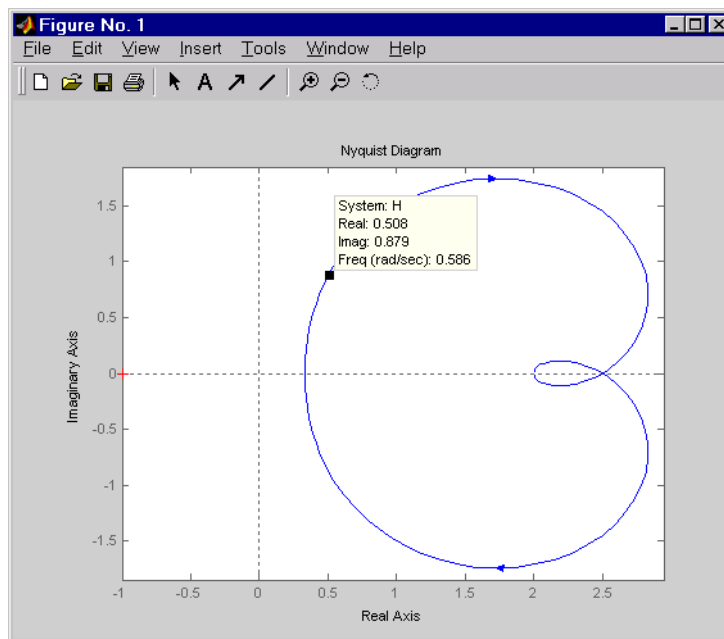 Figure No. 1
File Edit View Insert Tools Window Help
A
Nyquist Diagram
System: H
Real: 0.508
Imag: 0.879
Freq (rad/sec): 0.586
1.5
1
0.5
0
-0.5
-1
-1.5
Imaginary Axis
-1 -0.5 0 0.5 1 1.5 2 2.5
Real Axis